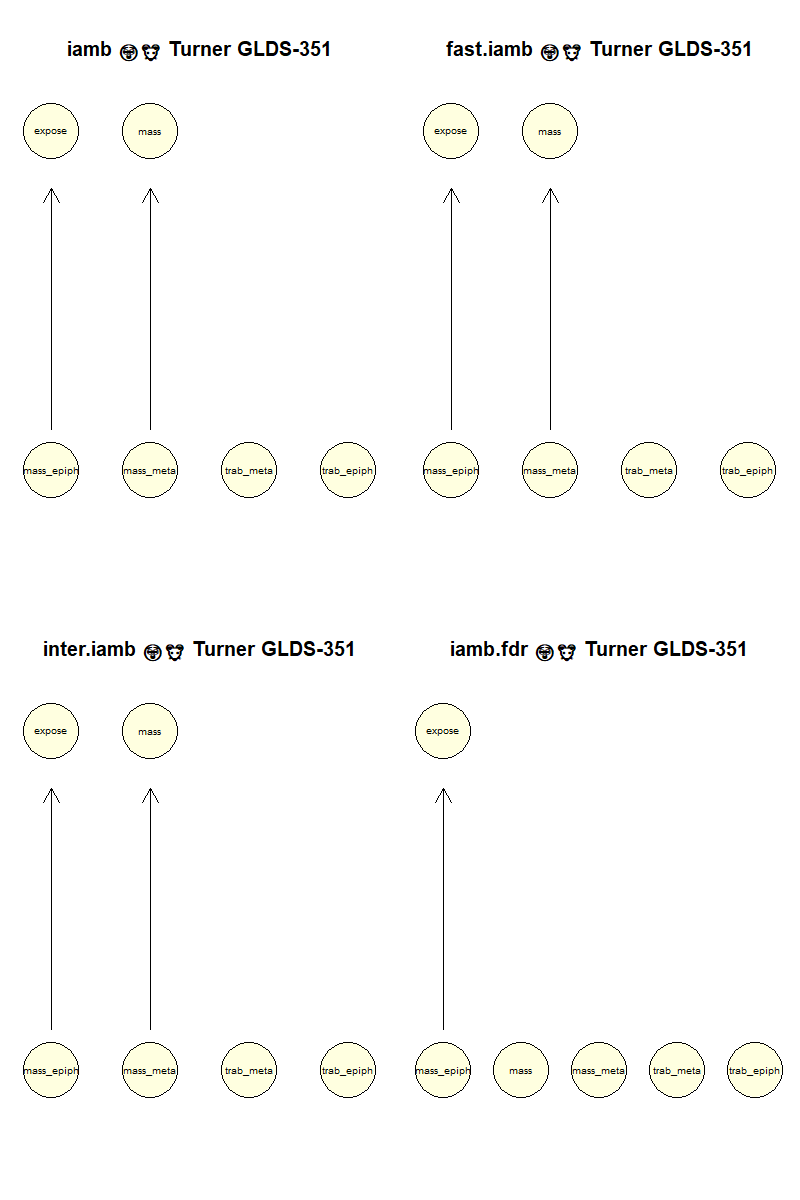 iamb 😳🐮 Turner GLDS-351
expose mass
mass_epiph mass_meta trab_meta trab_epiph
fast.iamb 😳🐮 Turner GLDS-351
expose mass
mass_epiph mass_meta trab_meta trab_epiph
inter.iamb 😳🐮 Turner GLDS-351
expose mass
mass_epiph mass_meta trab_meta trab_epiph
iamb.fdr 😳🐮 Turner GLDS-351
expose
mass_epiph mass mass_meta trab_meta trab_epiph